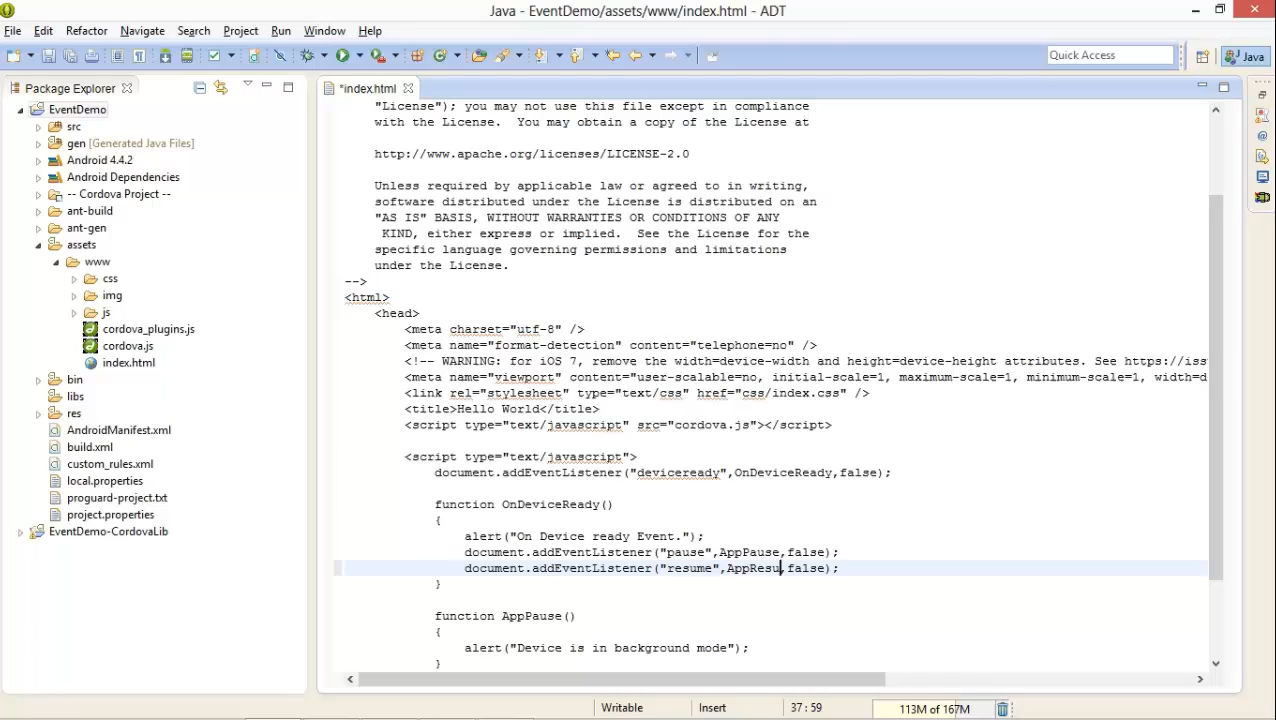 Java - EventDemo/assets/www/index.html - ADT
File Edit Refactor Navigate Search Project Run Window Help
Quick Access
Java
Package Explorer
*index.html
EventDemo
src
gen [Generated Java Files]
Android 4.4.2
Android Dependencies
-- Cordova Project --
ant-build
ant-gen
assets
www
css
img
js
cordova_plugins.js
cordova.js
index.html
bin
libs
res
AndroidManifest.xml
build.xml
custom_rules.xml
local.properties
proguard-project.txt
project.properties
EventDemo-CordovaLib
"License"); you may not use this file except in compliance
with the License.  You may obtain a copy of the License at
http://www.apache.org/licenses/LICENSE-2.0
Unless required by applicable law or agreed to in writing,
software distributed under the License is distributed on an
"AS IS" BASIS, WITHOUT WARRANTIES OR CONDITIONS OF ANY
KIND, either express or implied.  See the License for the
specific language governing permissions and limitations
under the License.
-->
<html>
<head>
<meta charset="utf-8" />
<meta name="format-detection" content="telephone=no" />
<!-- WARNING: for iOS 7, remove the width=device-width and height=device-height attributes. See https://iss
<meta name="viewport" content="user-scalable=no, initial-scale=1, maximum-scale=1, minimum-scale=1, width=d
<link rel="stylesheet" type="text/css" href="css/index.css" />
<title>Hello World</title>
<script type="text/javascript" src="cordova.js"></script>
<script type="text/javascript">
document.addEventListener("deviceready",OnDeviceReady,false);
function OnDeviceReady()
{
alert("On Device ready Event.");
document.addEventListener("pause",AppPause,false);
document.addEventListener("resume",AppResu,false);
}
function AppPause()
{
alert("Device is in background mode");
}
Writable
Insert
37 : 59
113M of 167M